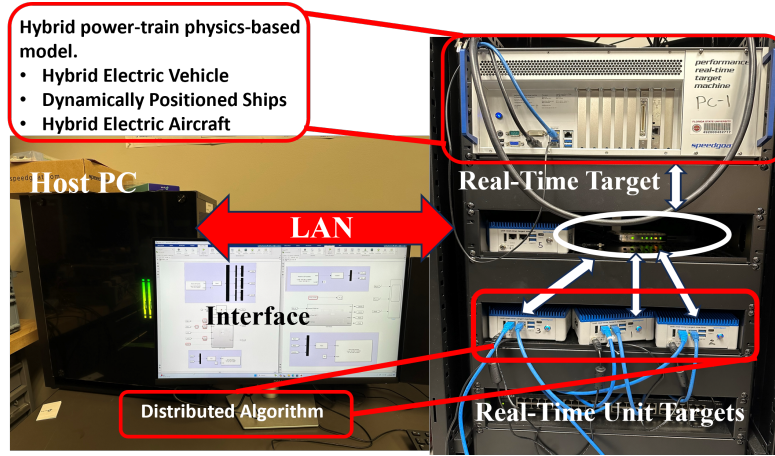 Hybrid power-train physics-based
model.
• Hybrid Electric Vehicle
• Dynamically Positioned Ships
• Hybrid Electric Aircraft
performance
real-time
target
machine
PC-1
speedgoat
Host PC
Real-Time Target
LAN
Interface
Distributed Algorithm
Real-Time Unit Targets